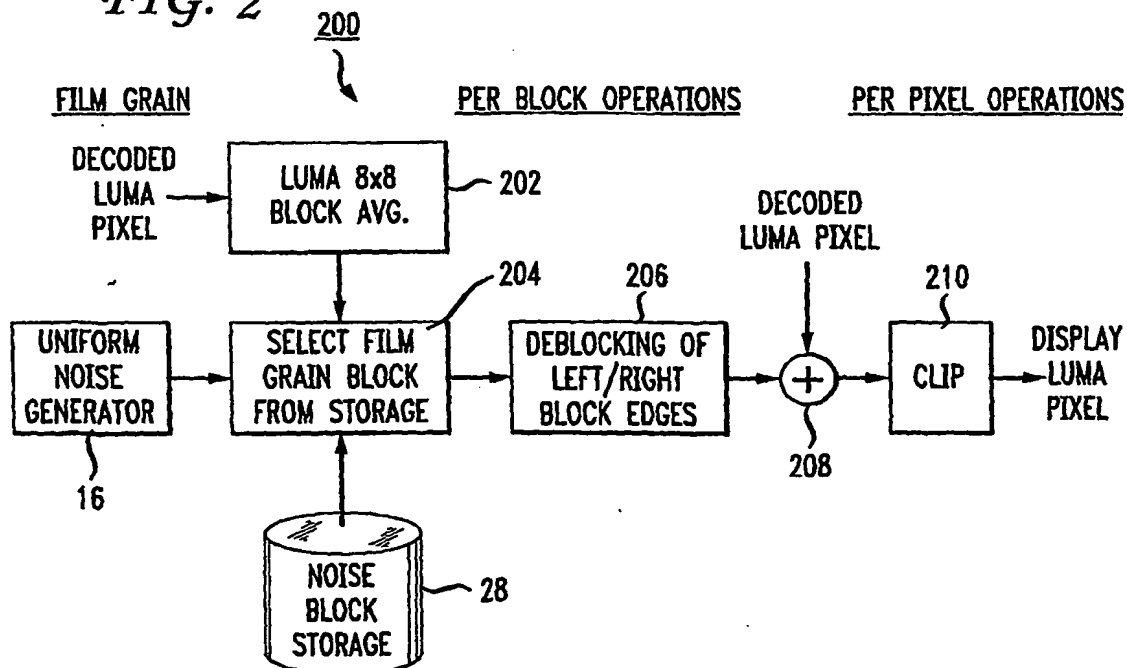 FIG. 2
200
FILM GRAIN
PER BLOCK OPERATIONS
PER PIXEL OPERATIONS
DECODED
LUMA
PIXEL
LUMA 8x8
BLOCK AVG.
202
DECODED
LUMA PIXEL
204
206
210
UNIFORM
NOISE
GENERATOR
SELECT FILM
GRAIN BLOCK
FROM STORAGE
DEBLOCKING OF
LEFT/RIGHT
BLOCK EDGES
+
CLIP
DISPLAY
LUMA
PIXEL
16
208
NOISE
BLOCK
STORAGE
28